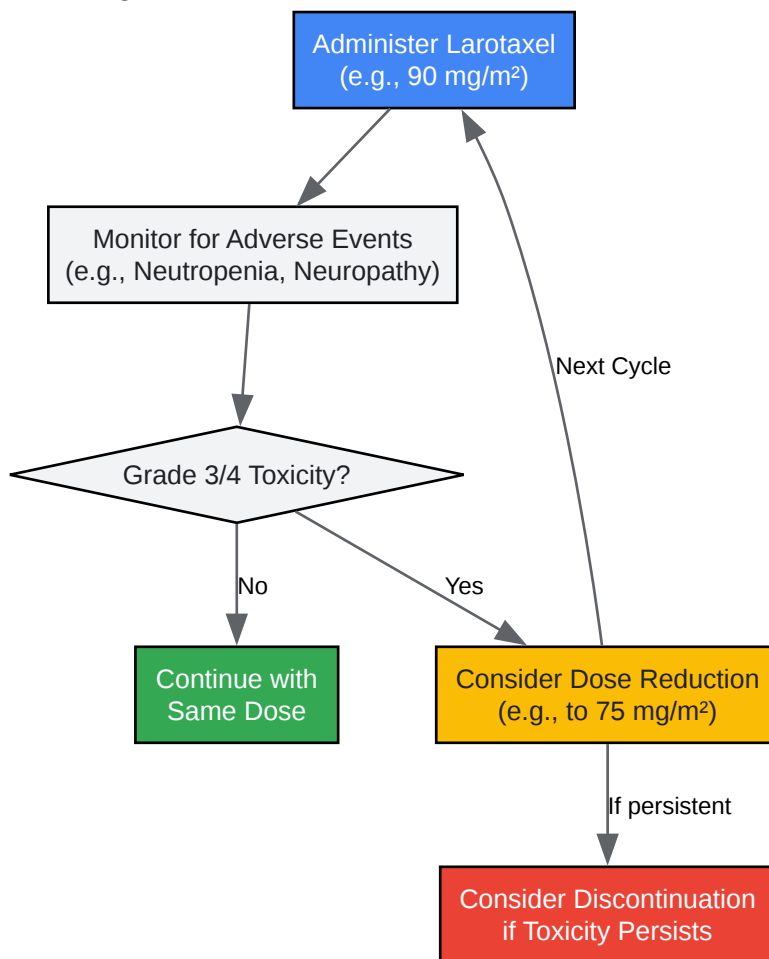 Administer Larotaxel
(e.g., 90 mg/m²)
Monitor for Adverse Events
(e.g., Neutropenia, Neuropathy)
Next Cycle
Grade 3/4 Toxicity?
No
Yes
Continue with
Same Dose
Consider Dose Reduction
(e.g., to 75 mg/m²)
If persistent
Consider Discontinuation
if Toxicity Persists